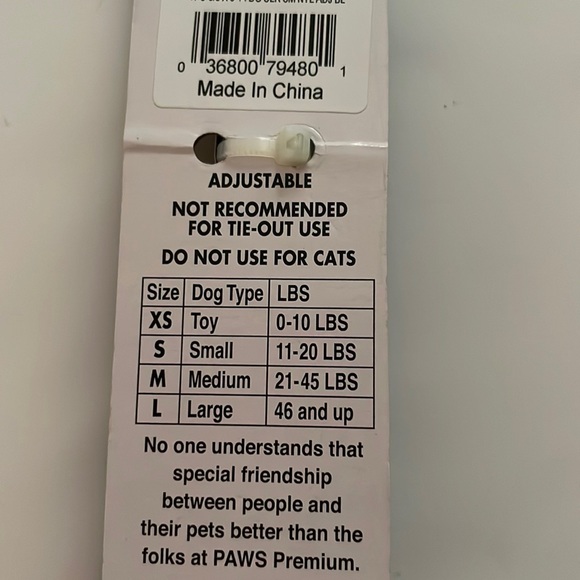 0 36800 79480 1
Made In China
ADJUSTABLE
NOT RECOMMENDED
FOR TIE-OUT USE
DO NOT USE FOR CATS
Size Dog Type LBS
XS Toy 0-10 LBS
S Small 11-20 LBS
M Medium 21-45 LBS
L Large 46 and up
No one understands that
special friendship
between people and
their pets better than the
folks at PAWS Premium.